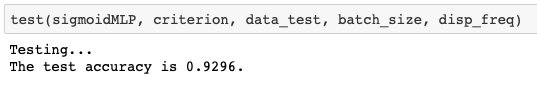 test(sigmoidMLP, criterion, data_test, batch_size, disp_freq)
Testing...
The test accuracy is 0.9296.